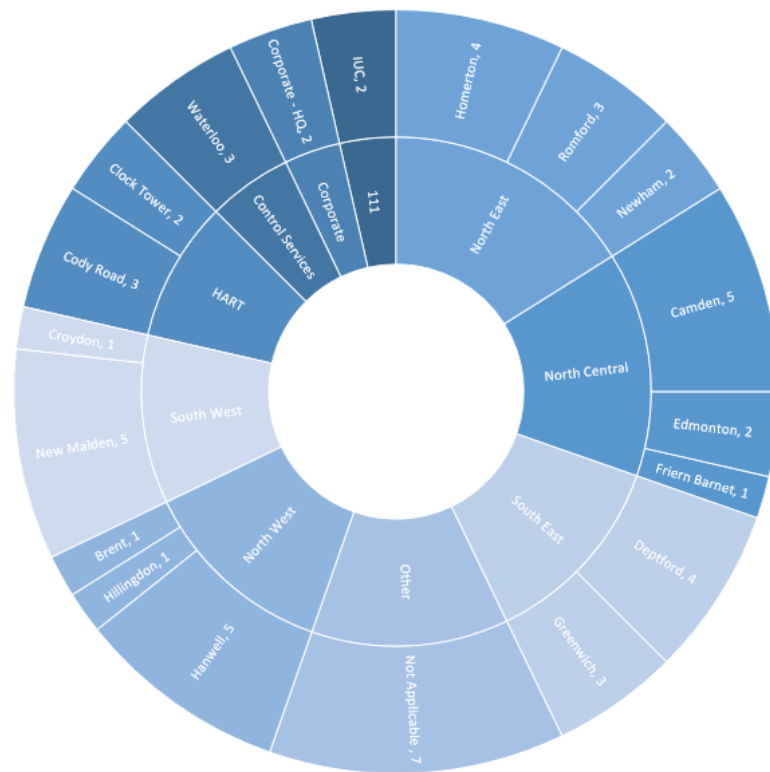 North East
Homerton, 4
Romford, 3
Newham, 2
North Central
Camden, 5
Edmonton, 2
Friern Barnet, 1
South East
Deptford, 4
Greenwich, 3
Other
Not Applicable , 7
North West
Hanwell, 5
Hillingdon, 1
Brent, 1
South West
New Malden, 5
Croydon, 1
HART
Cody Road, 3
Clock Tower, 2
Control Services
Waterloo, 3
Corporate
Corporate - HQ, 2
111
IUC, 2